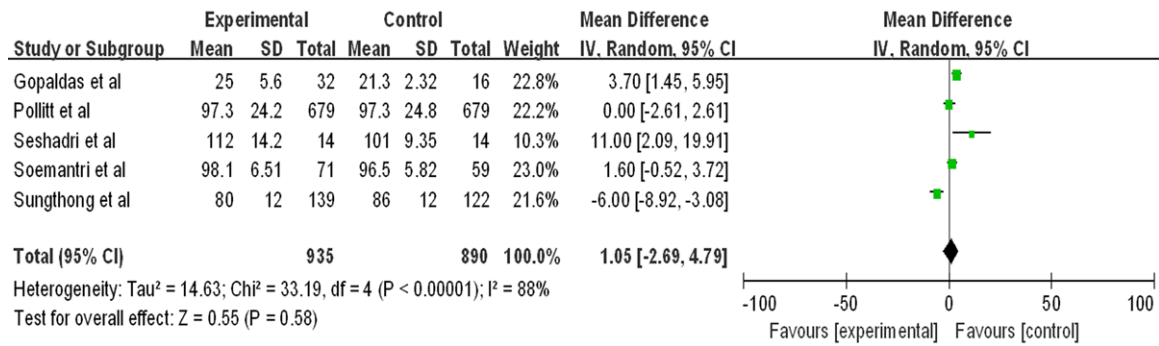 Experimental Control Mean Difference Mean Difference
Study or Subgroup Mean SD Total Mean SD Total Weight IV, Random, 95% CI IV, Random, 95% CI
Gopaldas et al 25 5.6 32 21.3 2.32 16 22.8% 3.70 [1.45, 5.95]
Pollitt et al 97.3 24.2 679 97.3 24.8 679 22.2% 0.00 [-2.61, 2.61]
Seshadri et al 112 14.2 14 101 9.35 14 10.3% 11.00 [2.09, 19.91]
Soemantri et al 98.1 6.51 71 96.5 5.82 59 23.0% 1.60 [-0.52, 3.72]
Sungthong et al 80 12 139 86 12 122 21.6% -6.00 [-8.92, -3.08]
Total (95% CI) 935 890 100.0% 1.05 [-2.69, 4.79]
Heterogeneity: Tau² = 14.63; Chi² = 33.19, df = 4 (P < 0.00001); I² = 88%
Test for overall effect: Z = 0.55 (P = 0.58)
-100 -50 0 50 100
Favours [experimental] Favours [control]